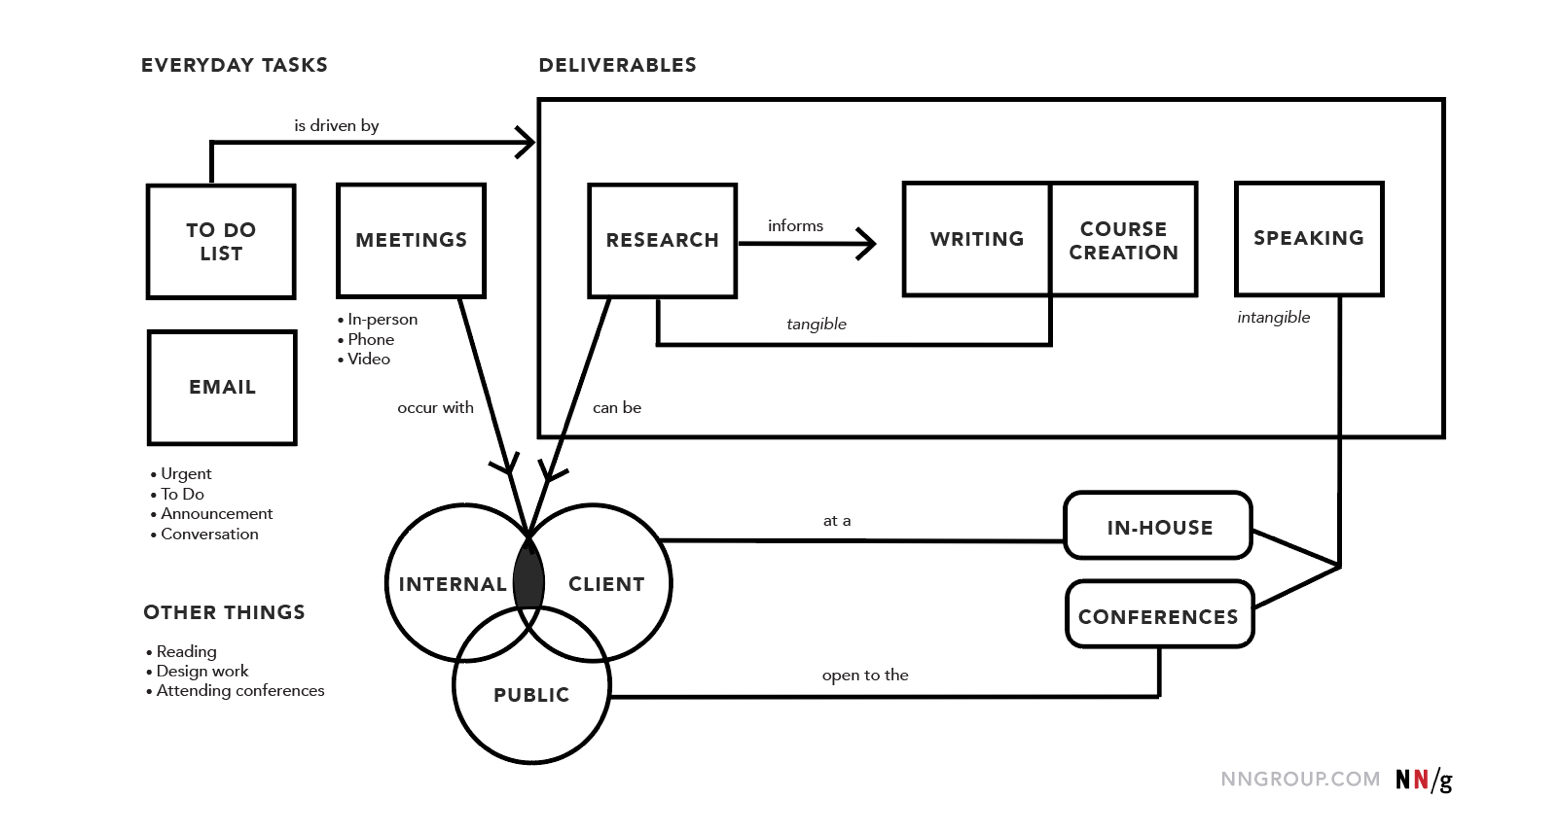 EVERYDAY TASKS
DELIVERABLES
is driven by
TO DO
LIST
MEETINGS
• In-person
• Phone
• Video
EMAIL
• Urgent
• To Do
• Announcement
• Conversation
RESEARCH
informs
WRITING
COURSE
CREATION
SPEAKING
tangible
intangible
occur with
can be
INTERNAL
CLIENT
PUBLIC
at a
IN-HOUSE
CONFERENCES
open to the
OTHER THINGS
• Reading
• Design work
• Attending conferences
NNGROUP.COM NN/g